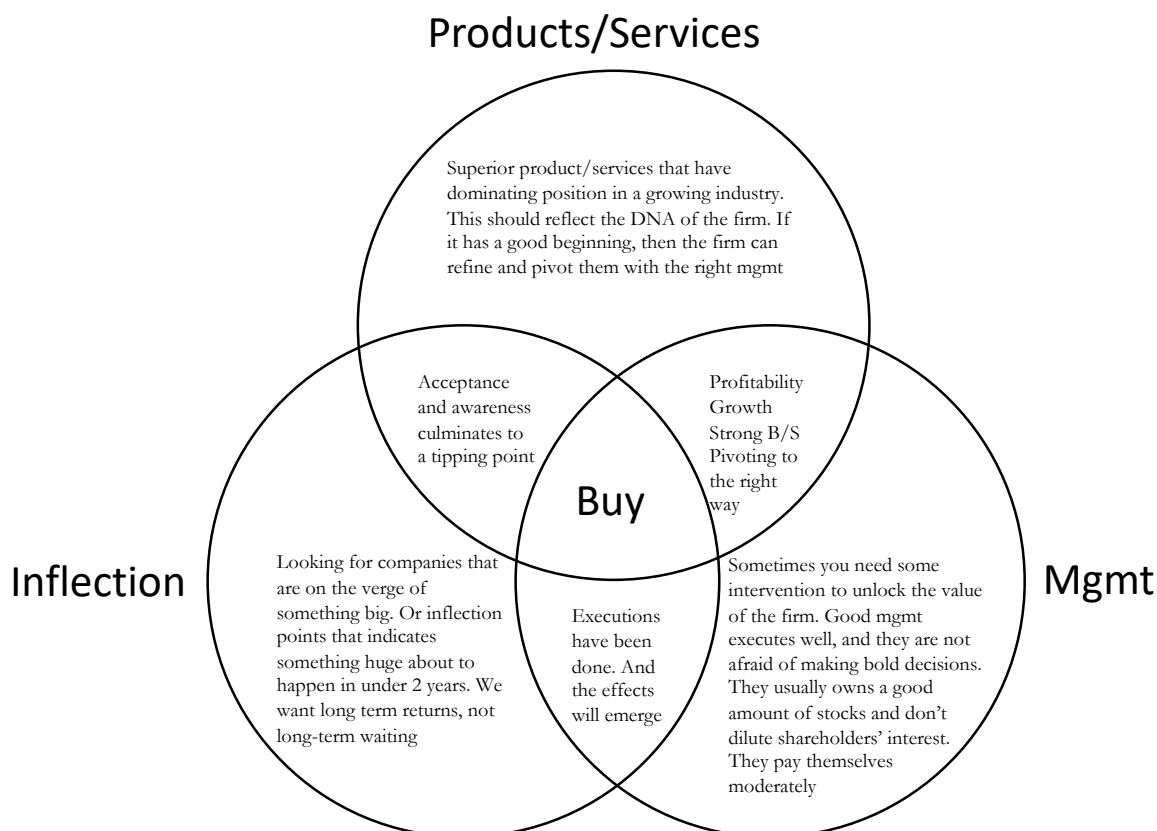 Products/Services
Superior product/services that have
dominating position in a growing industry.
This should reflect the DNA of the firm. If
it has a good beginning, then the firm can
refine and pivot them with the right mgmt
Acceptance
and awareness
culminates to
a tipping point
Profitability
Growth
Strong B/S
Pivoting to
the right
way
Buy
Inflection
Looking for companies that
are on the verge of
something big. Or inflection
points that indicates
something huge about to
happen in under 2 years. We
want long term returns, not
long-term waiting
Executions
have been
done. And
the effects
will emerge
Sometimes you need some
intervention to unlock the value
of the firm. Good mgmt
executes well, and they are not
afraid of making bold decisions.
They usually owns a good
amount of stocks and don’t
dilute shareholders’ interest.
They pay themselves
moderately
Mgmt